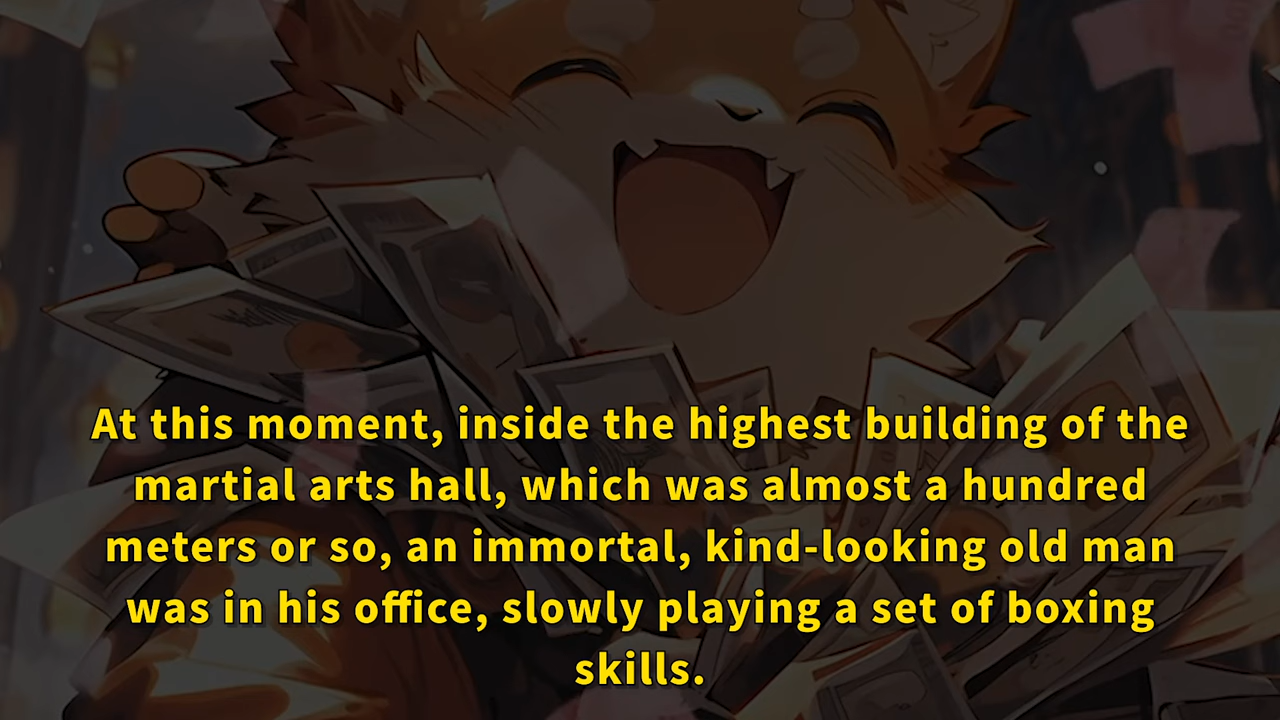 At this moment, inside the highest building of the
martial arts hall, which was almost a hundred
meters or so, an immortal, kind-looking old man
was in his office, slowly playing a set of boxing
skills.